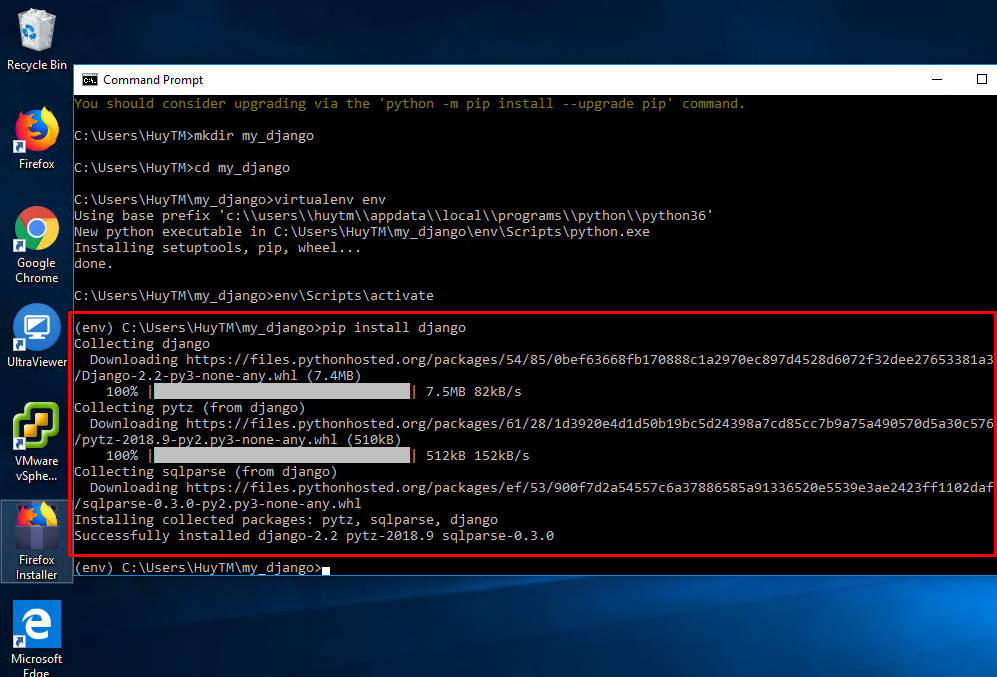 Recycle Bin
Firefox
Google
Chrome
UltraViewer
VMware
vSphe...
Firefox
Installer
Microsoft
Edge
Command Prompt
You should consider upgrading via the 'python -m pip install --upgrade pip' command.
C:\Users\HuyTM>mkdir my_django
C:\Users\HuyTM>cd my_django
C:\Users\HuyTM\my_django>virtualenv env
Using base prefix 'c:\\users\\huytm\\appdata\\local\\programs\\python\\python36'
New python executable in C:\Users\HuyTM\my_django\env\Scripts\python.exe
Installing setuptools, pip, wheel...
done.
C:\Users\HuyTM\my_django>env\Scripts\activate
(env) C:\Users\HuyTM\my_django>pip install django
Collecting django
Downloading https://files.pythonhosted.org/packages/54/85/0bef63668fb170888c1a2970ec897d4528d6072f32dee27653381a3
/Django-2.2-py3-none-any.whl (7.4MB)
100% | | 7.5MB 82kB/s
Collecting pytz (from django)
Downloading https://files.pythonhosted.org/packages/61/28/1d3920e4d1d50b19bc5d24398a7cd85cc7b9a75a490570d5a30c576
/pytz-2018.9-py2.py3-none-any.whl (510kB)
100% | | 512kB 152kB/s
Collecting sqlparse (from django)
Downloading https://files.pythonhosted.org/packages/ef/53/900f7d2a54557c6a37886585a91336520e5539e3ae2423ff1102daf
/sqlparse-0.3.0-py2.py3-none-any.whl
Installing collected packages: pytz, sqlparse, django
Successfully installed django-2.2 pytz-2018.9 sqlparse-0.3.0
(env) C:\Users\HuyTM\my_django>